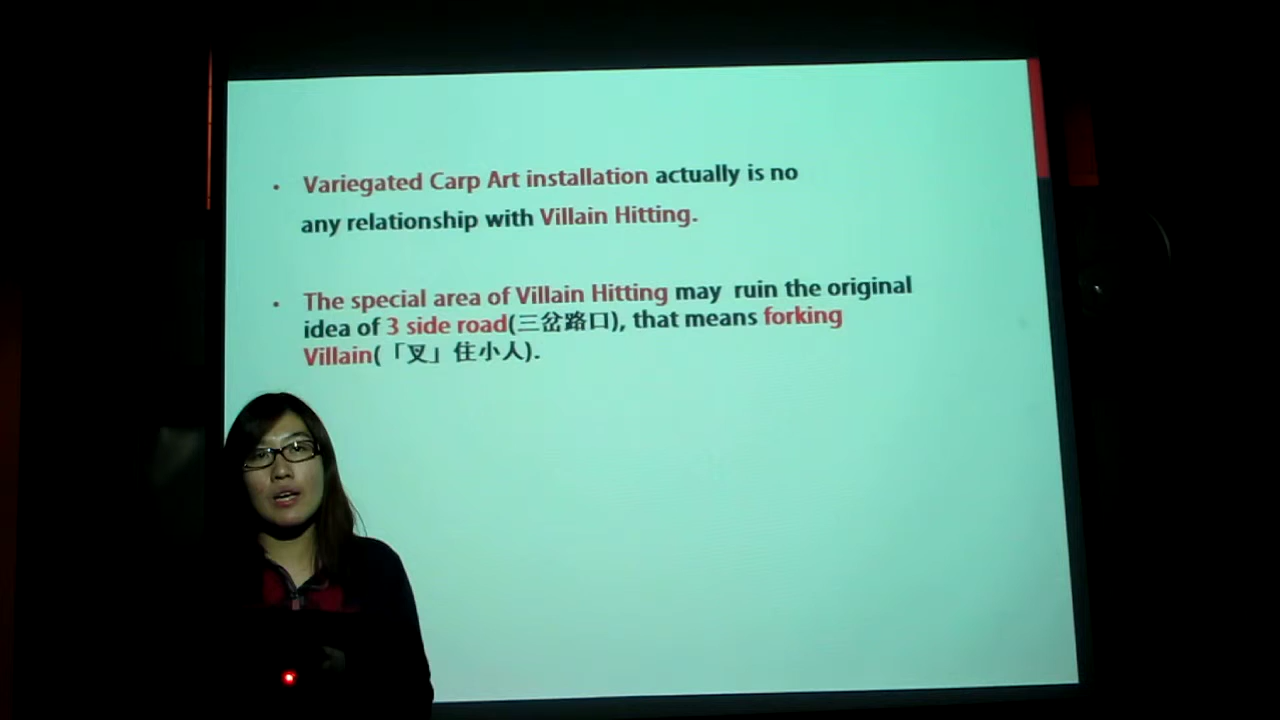 • Variegated Carp Art installation actually is no
any relationship with Villain Hitting.
• The special area of Villain Hitting may ruin the original
idea of 3 side road(三岔路口), that means forking
Villain(「叉」住小人).